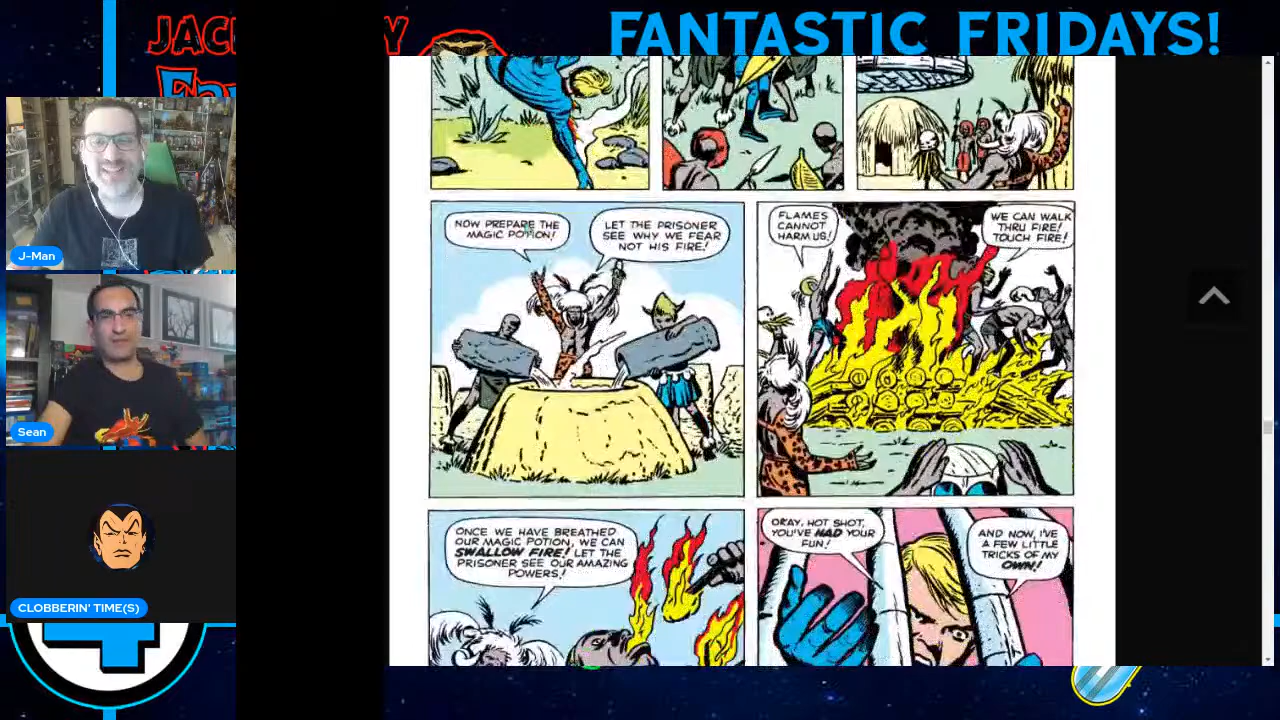 JAC
Y
FANTASTIC FRIDAYS!
Fan
J-Man
Sean
CLOBBERIN' TIME(S)
NOW PREPARE THE
MAGIC POTION!
LET THE PRISONER
SEE WHY WE FEAR
NOT HIS FIRE!
FLAMES
CANNOT
HARM US!
WE CAN WALK
THRU FIRE!
TOUCH FIRE!
ONCE WE HAVE BREATHED
OUR MAGIC POTION, WE CAN
SWALLOW FIRE! LET THE
PRISONER SEE OUR AMAZING
POWERS!
OKAY, HOT SHOT,
YOU'VE HAD YOUR
FUN!
AND NOW, I'VE
A FEW LITTLE
TRICKS OF MY
OWN!
4